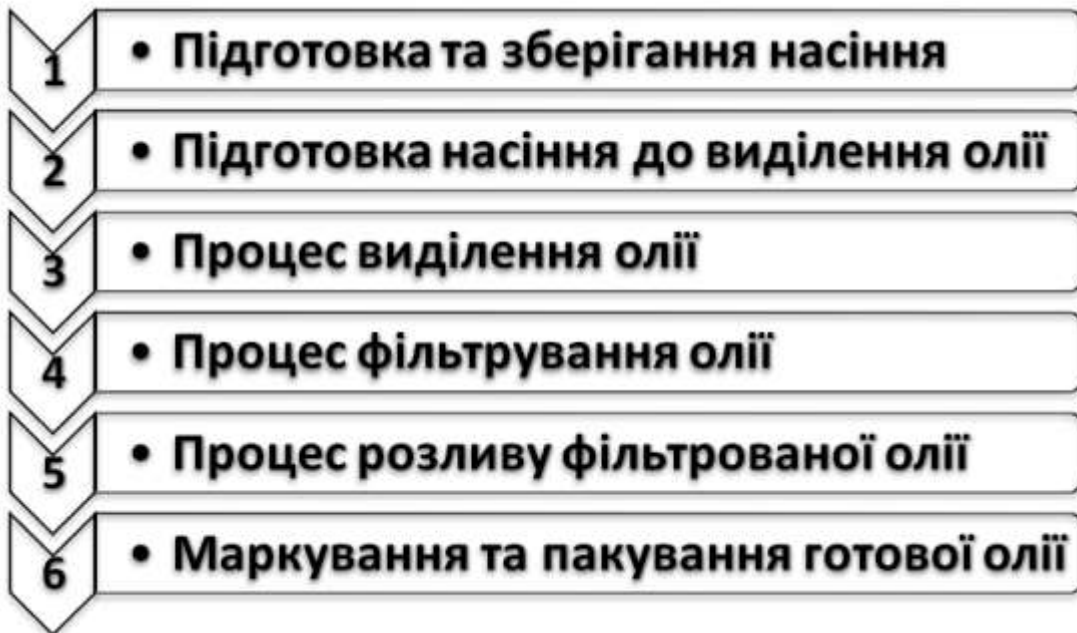 1 • Підготовка та зберігання насіння
2 • Підготовка насіння до виділення олії
3 • Процес виділення олії
4 • Процес фільтрування олії
5 • Процес розливу фільтрованої олії
6 • Маркування та пакування готової олії